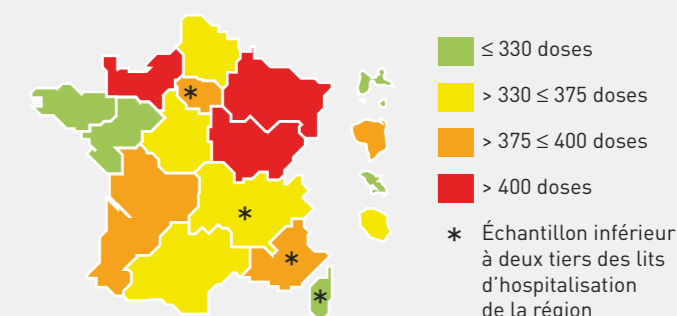 ≤ 330 doses
> 330 ≤ 375 doses
> 375 ≤ 400 doses
> 400 doses
* Échantillon inférieur
à deux tiers des lits
d’hospitalisation
de la région
*
*
*
*